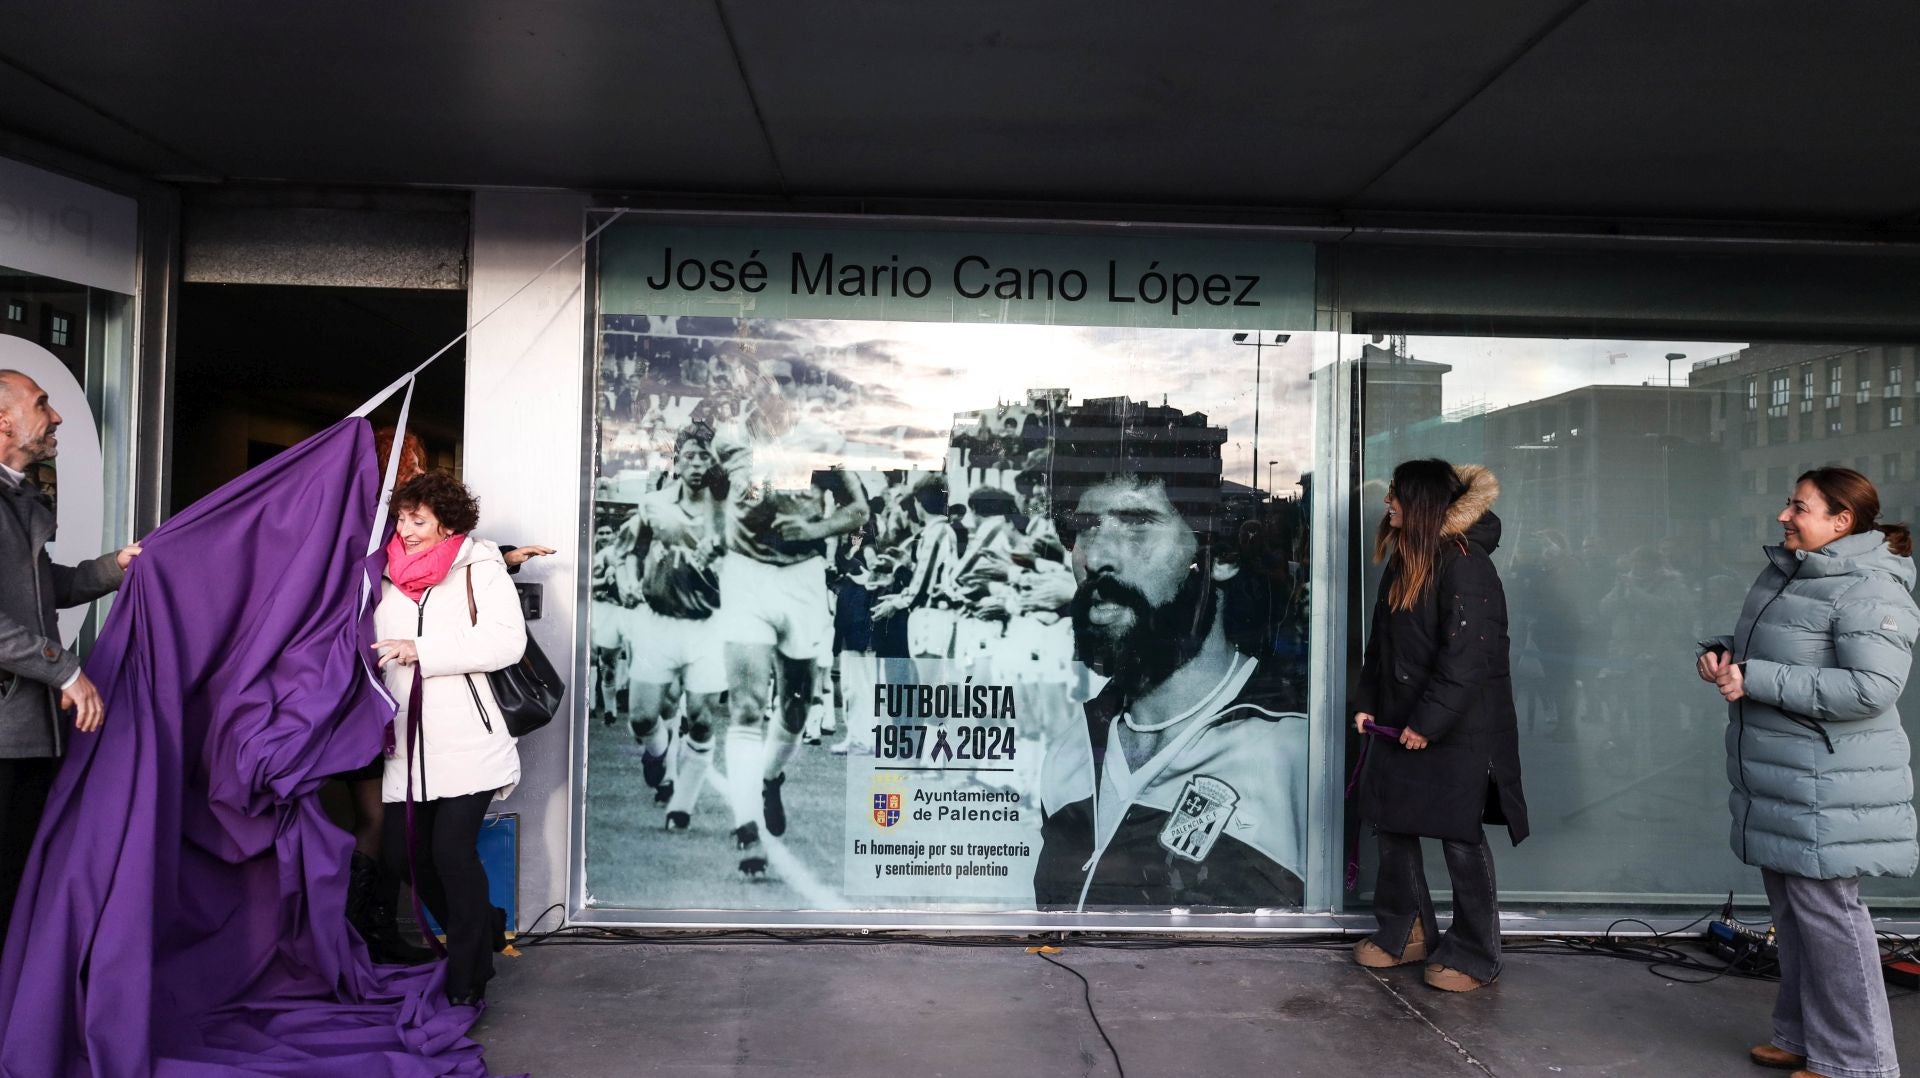 José Mario Cano López
FUTBOLÍSTA
1957 2024
Ayuntamiento
de Palencia
En homenaje por su trayectoria
y sentimiento palentino
PALENCIA C.F.